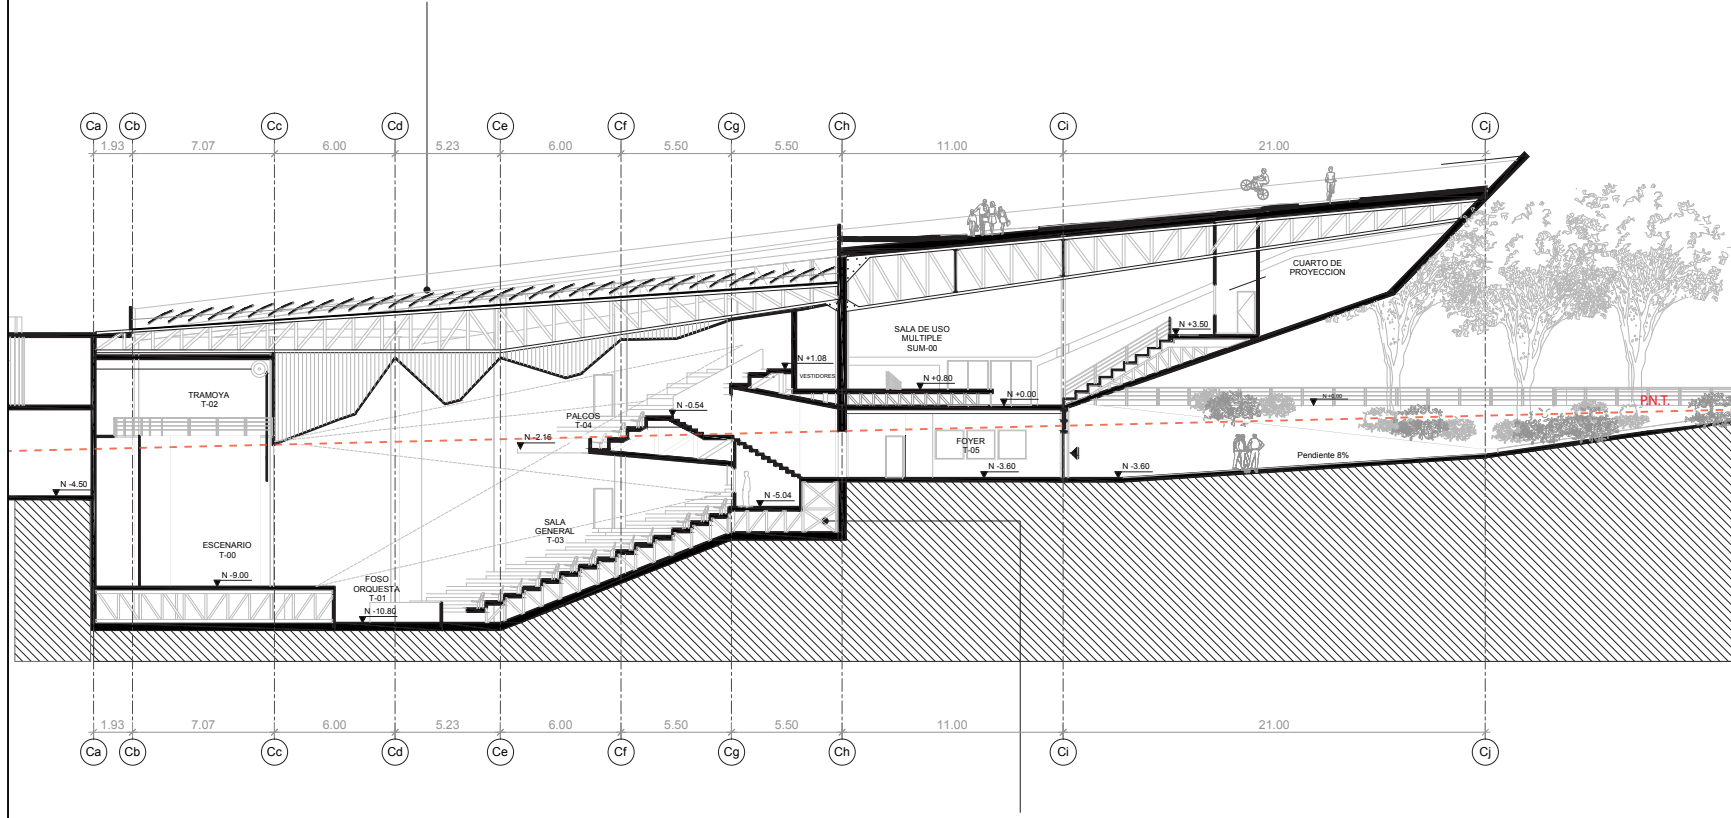 Ca Cb Cc Cd Ce Cf Cg Ch Ci Cj
1.93 7.07 6.00 5.23 6.00 5.50 5.50 11.00 21.00
CUARTO DE
PROYECCION
N +3.50
SALA DE USO
MULTIPLE
SUM-00
N +1.08
VESTIDORES
N +0.80
N +0.00
N +0.00
P.N.T.
TRAMOYA
T-02
PALCOS
T-04
N -0.54
N -2.16
FOYER
T-05
N -3.60
N -3.60
Pendiente 8%
N -4.50
N -5.04
SALA
GENERAL
T-03
ESCENARIO
T-00
N -9.00
FOSO
ORQUESTA
T-01
N -10.80
1.93 7.07 6.00 5.23 6.00 5.50 5.50 11.00 21.00
Ca Cb Cc Cd Ce Cf Cg Ch Ci Cj